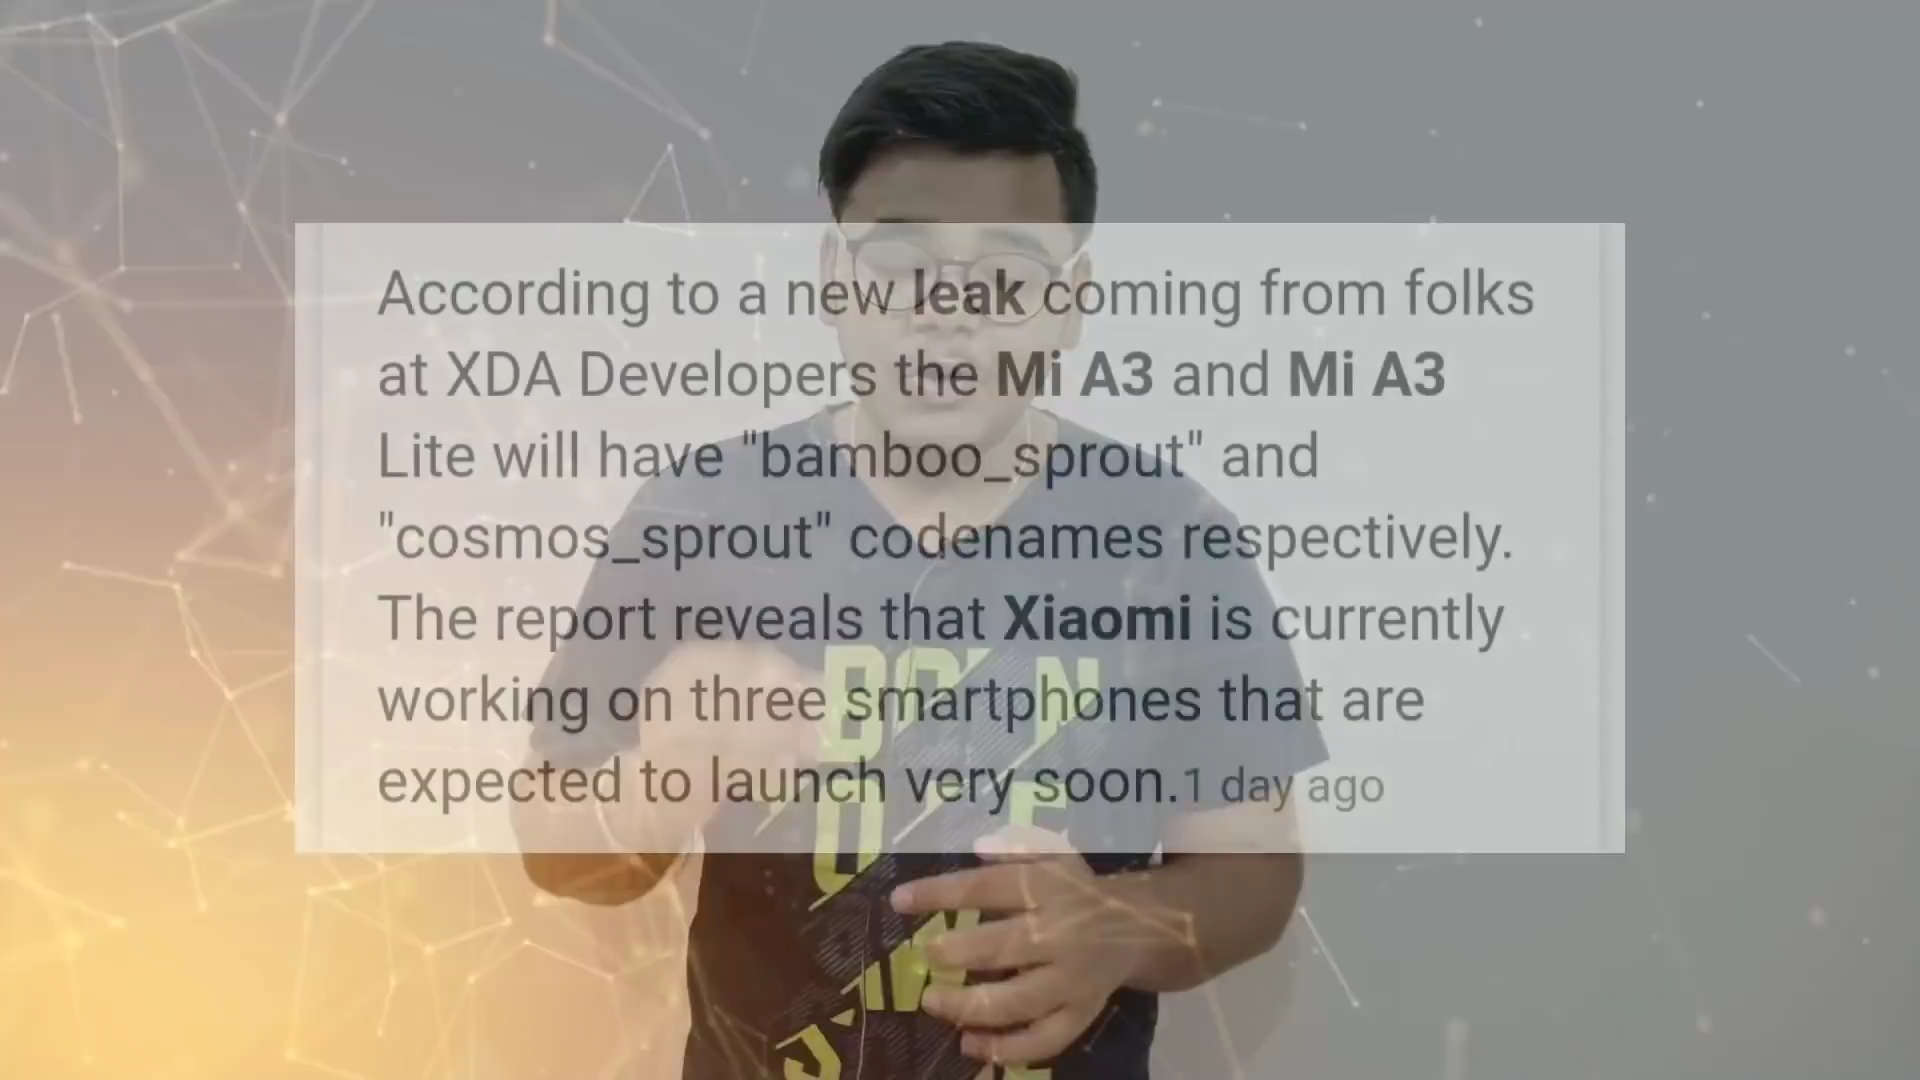 According to a new leak coming from folks
at XDA Developers the Mi A3 and Mi A3
Lite will have "bamboo_sprout" and
"cosmos_sprout" codenames respectively.
The report reveals that Xiaomi is currently
working on three smartphones that are
expected to launch very soon.1 day ago